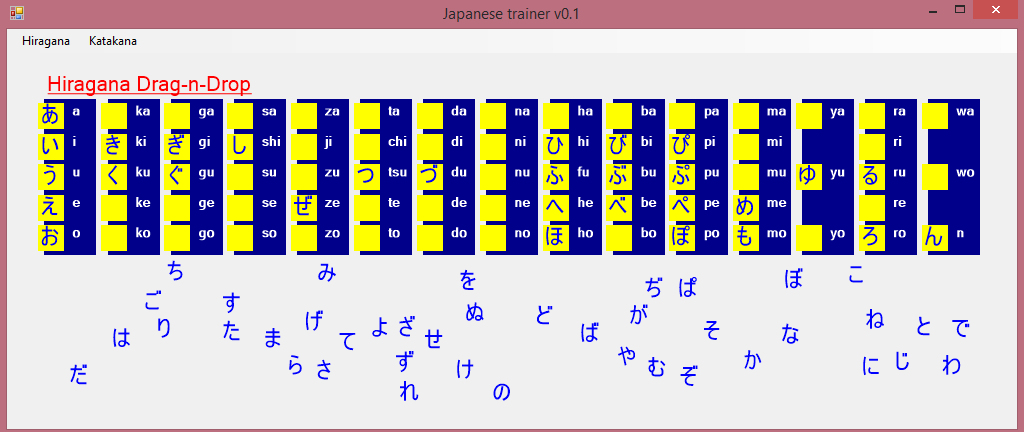 Japanese trainer v0.1
Hiragana Katakana
Hiragana Drag-n-Drop
あ a ka ga sa za ta da na ha ba pa ma ya ra wa
い i き ki ぎ gi し shi ji chi di ni ひ hi び bi ぴ pi mi ri
う u く ku ぐ gu su zu つ tsu づ du nu ふ fu ぶ bu ぷ pu mu ゆ yu る ru wo
え e ke ge se ぜ ze te de ne へ he べ be ぺ pe め me re
お o ko go so zo to do no ほ ho bo ぽ po も mo yo ろ ro ん n
ち み を ぢ ぱ ぼ こ
ご す ぬ ど が
は り た ま げ て よ ざ せ ば そ な ね と で
だ ら さ ず け や む ぞ か に じ わ
れ の